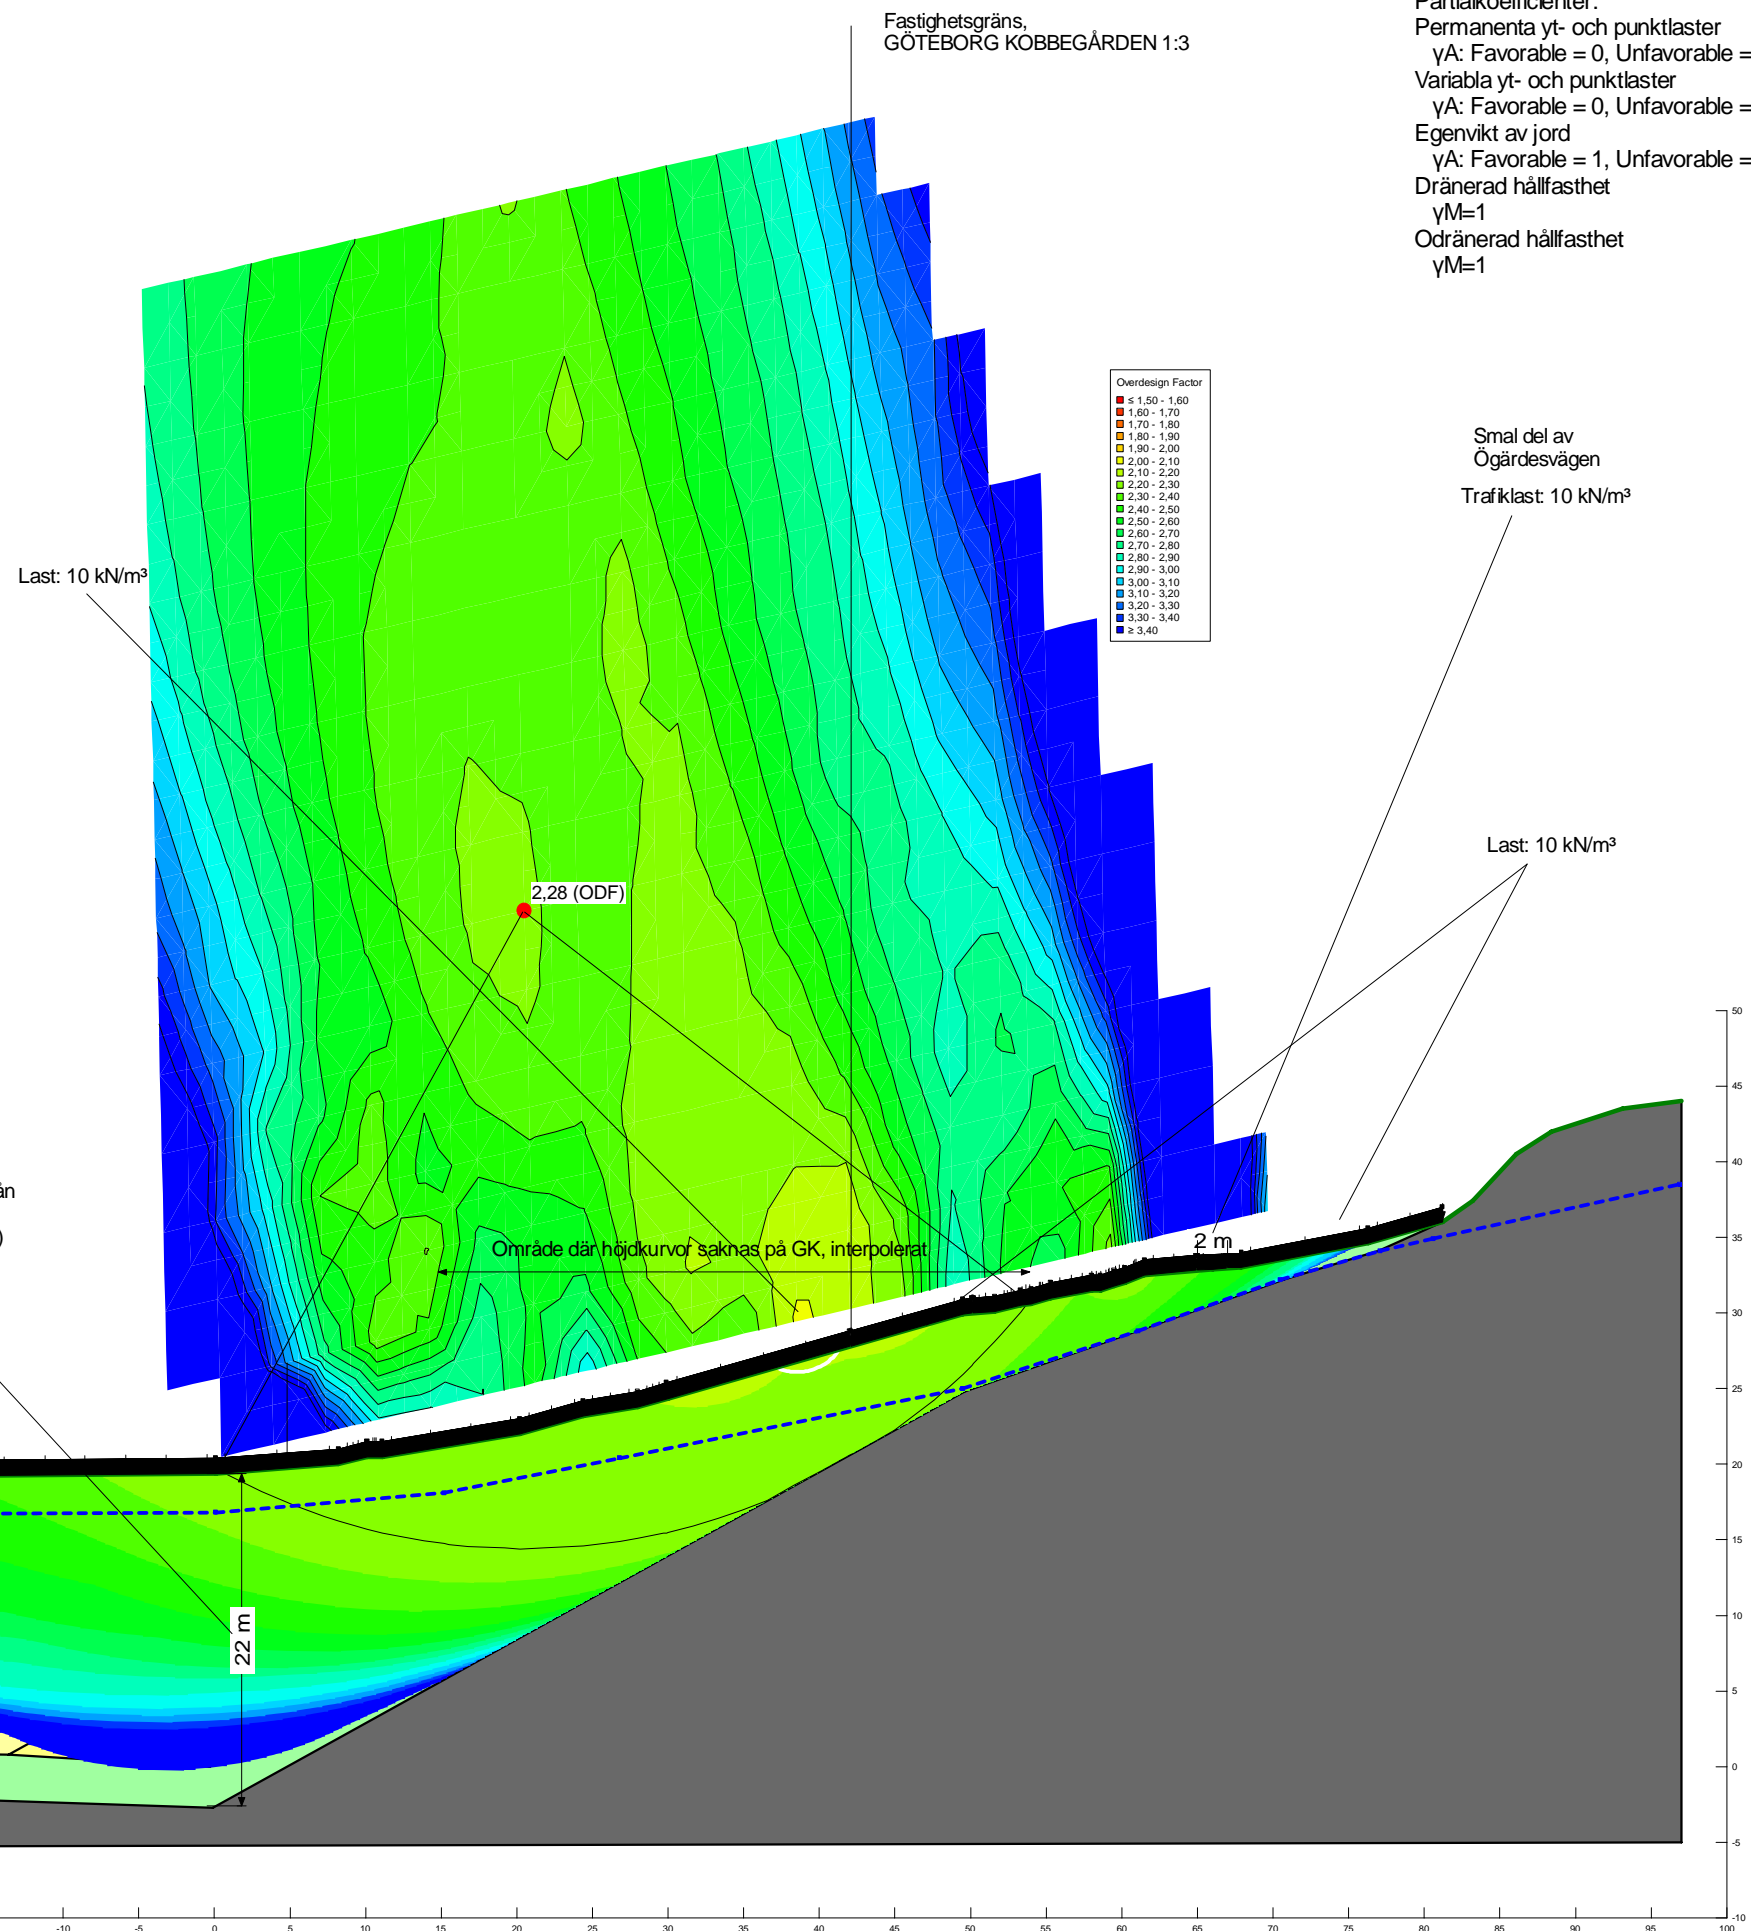 Fastighetsgräns,
GÖTEBORG KOBBEGÅRDEN 1:3
Partialkoefficienter:
Permanenta yt- och punktlaster
γA: Favorable = 0, Unfavorable =
Variabla yt- och punktlaster
γA: Favorable = 0, Unfavorable =
Egenvikt av jord
γA: Favorable = 1, Unfavorable =
Dränerad hållfasthet
γM=1
Odränerad hållfasthet
γM=1
Overdesign Factor
≤ 1,50 - 1,60
1,60 - 1,70
1,70 - 1,80
1,80 - 1,90
1,90 - 2,00
2,00 - 2,10
2,10 - 2,20
2,20 - 2,30
2,30 - 2,40
2,40 - 2,50
2,50 - 2,60
2,60 - 2,70
2,70 - 2,80
2,80 - 2,90
2,90 - 3,00
3,00 - 3,10
3,10 - 3,20
3,20 - 3,30
3,30 - 3,40
≥ 3,40
Smal del av
Ögärdesvägen
Trafiklast: 10 kN/m³
Last: 10 kN/m³
Last: 10 kN/m³
2,28 (ODF)
Område där höjdkurvor saknas på GK, interpolerat
2 m
22 m
50
45
40
35
30
25
20
15
10
5
0
-5
-10
-10 -5 0 5 10 15 20 25 30 35 40 45 50 55 60 65 70 75 80 85 90 95 100